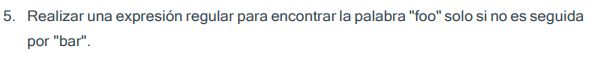 5. Realizar una expresión regular para encontrar la palabra "foo" solo si no es seguida
por "bar".